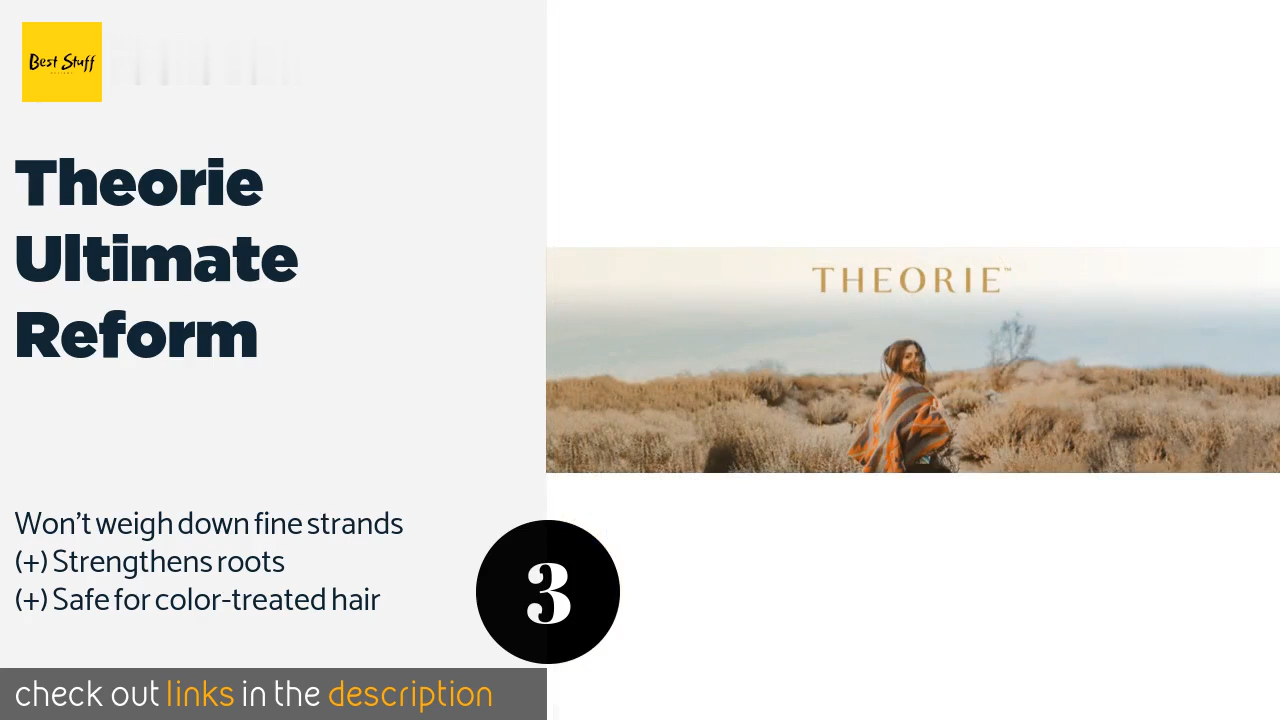 Best Stuff
Theorie
Ultimate
Reform
THEORIE™
Won't weigh down fine strands
(+) Strengthens roots
(+) Safe for color-treated hair
3
check out links in the description